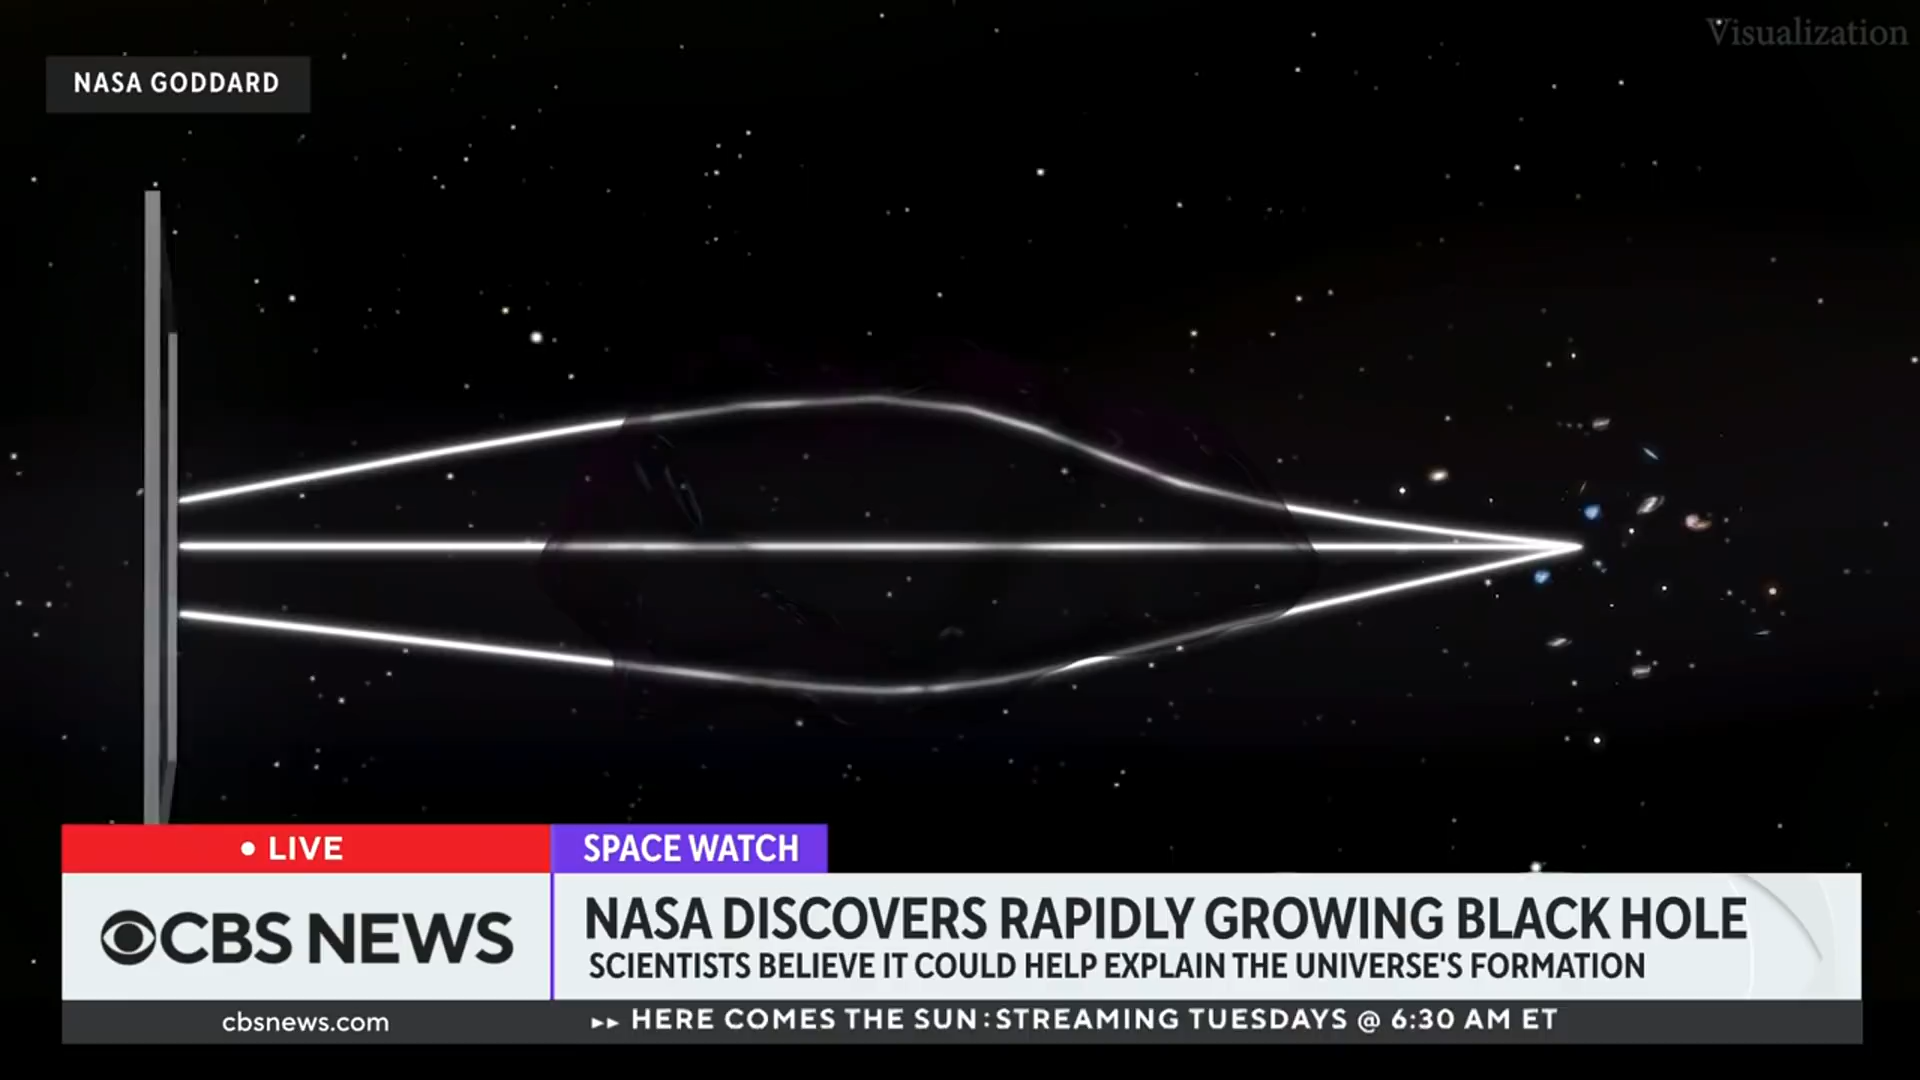 Visualization
NASA GODDARD
• LIVE
SPACE WATCH
CBS NEWS
NASA DISCOVERS RAPIDLY GROWING BLACK HOLE
SCIENTISTS BELIEVE IT COULD HELP EXPLAIN THE UNIVERSE'S FORMATION
cbsnews.com
▸▸ HERE COMES THE SUN: STREAMING TUESDAYS @ 6:30 AM ET